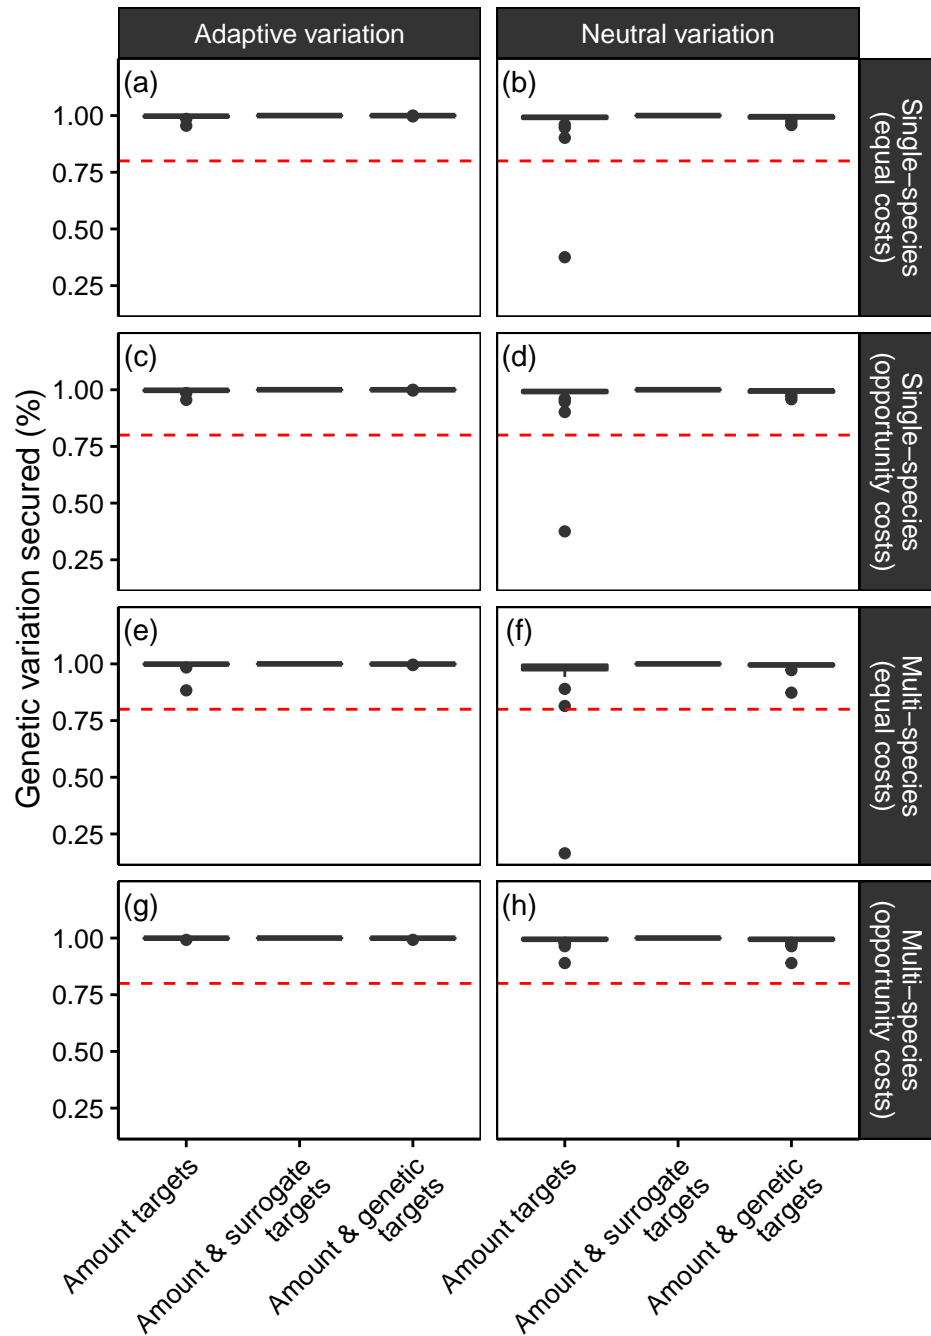 Adaptive variation
Neutral variation
Genetic variation secured (%)
(a)
1.00
0.75
0.50
0.25
(b)
Single−species
(equal costs)
(c)
1.00
0.75
0.50
0.25
(d)
Single−species
(opportunity costs)
(e)
1.00
0.75
0.50
0.25
(f)
Multi−species
(equal costs)
(g)
1.00
0.75
0.50
0.25
(h)
Multi−species
(opportunity costs)
Amount targets
Amount & surrogate
targets
Amount & genetic
targets
Amount targets
Amount & surrogate
targets
Amount & genetic
targets